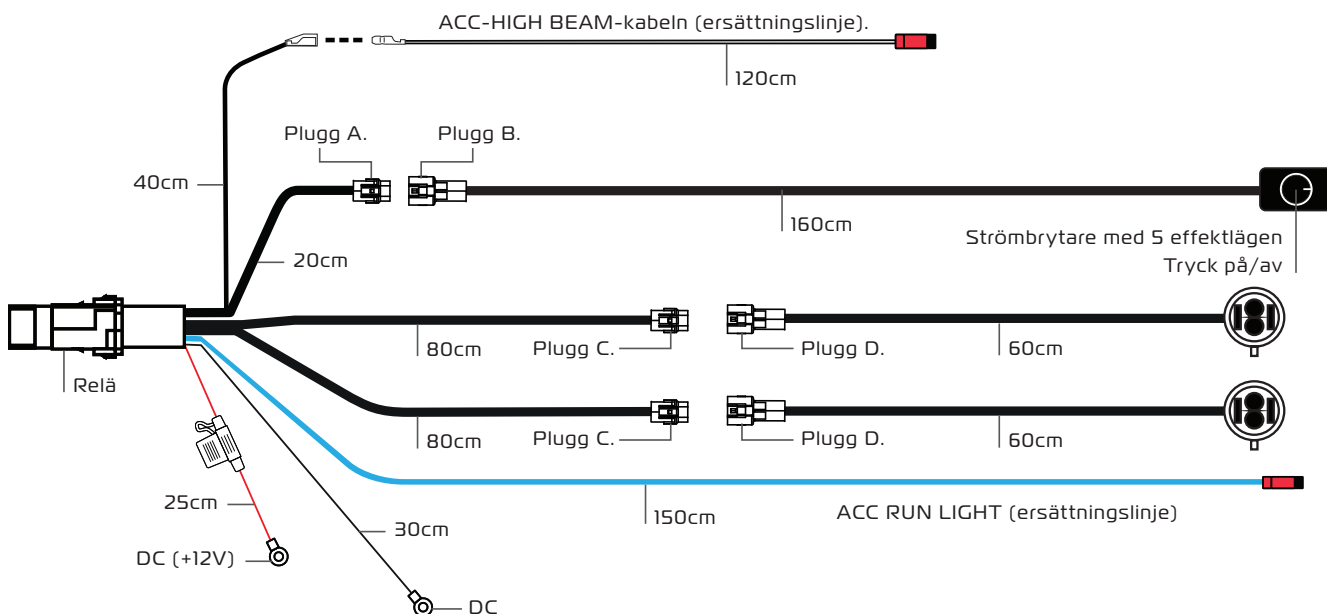 ACC-HIGH BEAM-kabeln (ersättningslinje).
120cm
Plugg A.
Plugg B.
40cm
160cm
Strömbrytare med 5 effektlägen
Tryck på/av
20cm
80cm
Plugg C.
Plugg D.
60cm
Relä
80cm
Plugg C.
Plugg D.
60cm
25cm
150cm
ACC RUN LIGHT (ersättningslinje)
30cm
DC (+12V)
DC